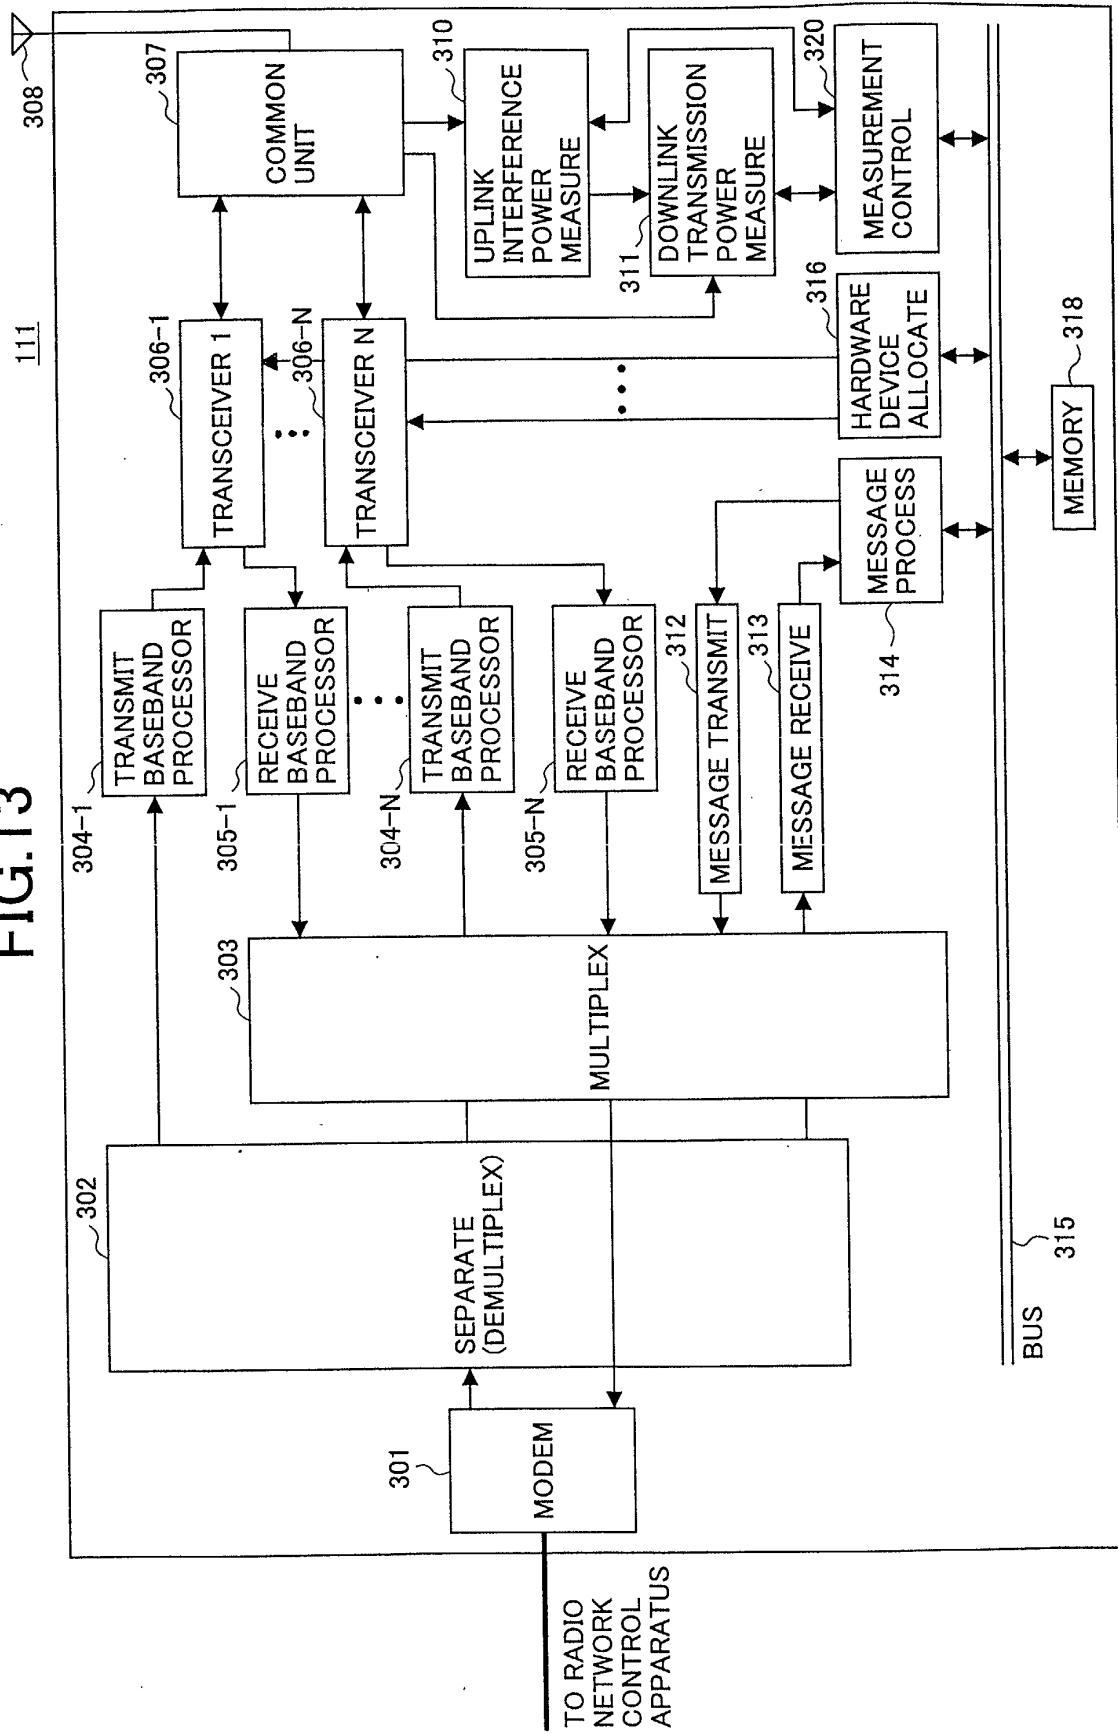 FIG.13
111
TO RADIO
NETWORK
CONTROL
APPARATUS
301
MODEM
302
SEPARATE
(DEMULTIPLEX)
303
MULTIPLEX
304-1
TRANSMIT
BASEBAND
PROCESSOR
305-1
RECEIVE
BASEBAND
PROCESSOR
304-N
TRANSMIT
BASEBAND
PROCESSOR
305-N
RECEIVE
BASEBAND
PROCESSOR
312
MESSAGE TRANSMIT
313
MESSAGE RECEIVE
306-1
TRANSCEIVER 1
306-N
TRANSCEIVER N
314
MESSAGE
PROCESS
316
HARDWARE
DEVICE
ALLOCATE
307
COMMON
UNIT
308
310
UPLINK
INTERFERENCE
POWER
MEASURE
311
DOWNLINK
TRANSMISSION
POWER
MEASURE
320
MEASUREMENT
CONTROL
BUS
315
318
MEMORY